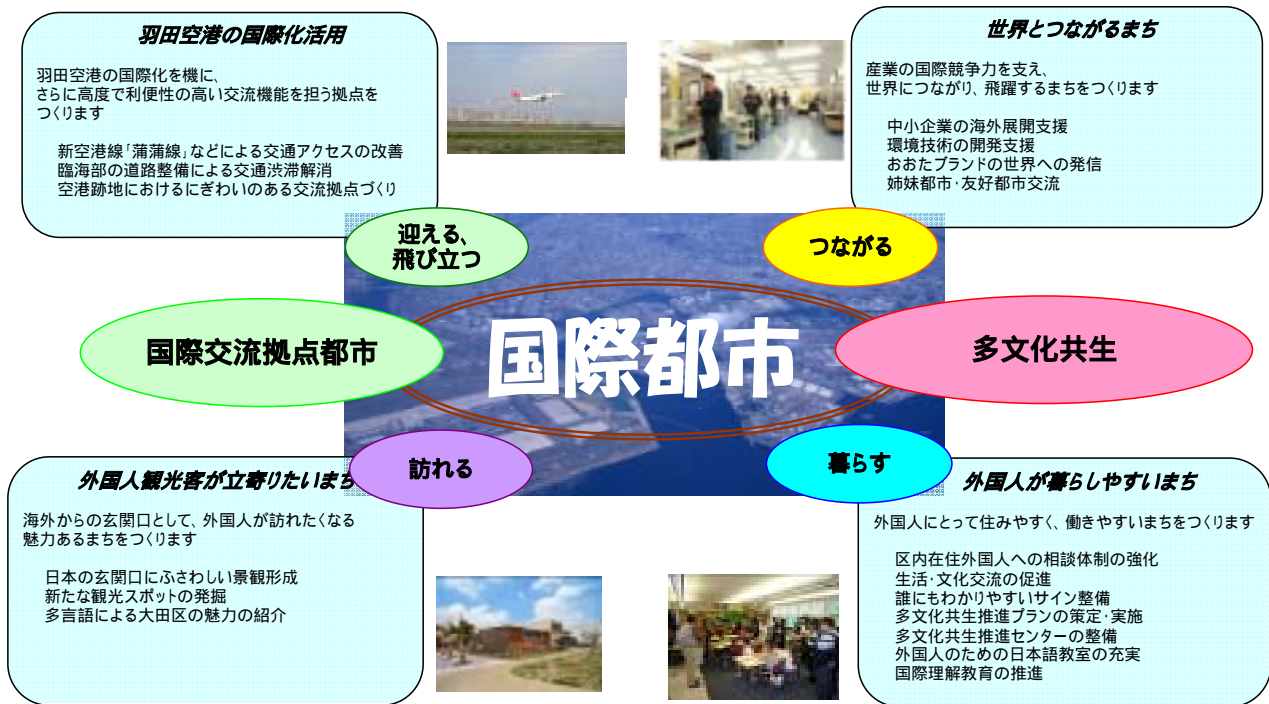 羽田空港の国際化活用
羽田空港の国際化を機に、
さらに高度で利便性の高い交流機能を担う拠点を
つくります
新空港線「蒲蒲線」などによる交通アクセスの改善
臨海部の道路整備による交通渋滞解消
空港跡地におけるにぎわいのある交流拠点づくり
世界とつながるまち
産業の国際競争力を支え、
世界につながり、飛躍するまちをつくります
中小企業の海外展開支援
環境技術の開発支援
おおたブランドの世界への発信
姉妹都市・友好都市交流
迎える、
飛び立つ
つながる
国際交流拠点都市
国際都市
多文化共生
訪れる
暮らす
外国人観光客が立寄りたいまち
海外からの玄関口として、外国人が訪れたくなる
魅力あるまちをつくります
日本の玄関口にふさわしい景観形成
新たな観光スポットの発掘
多言語による大田区の魅力の紹介
外国人が暮らしやすいまち
外国人にとって住みやすく、働きやすいまちをつくります
区内在住外国人への相談体制の強化
生活・文化交流の促進
誰にもわかりやすいサイン整備
多文化共生推進プランの策定・実施
多文化共生推進センターの整備
外国人のための日本語教室の充実
国際理解教育の推進